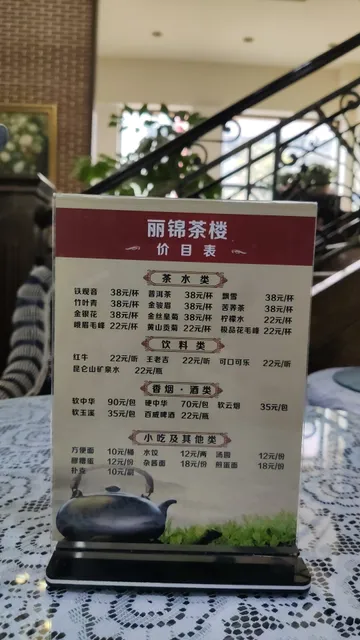 丽锦茶楼
价目表
茶水类
铁观音 38元/杯 普洱茶 38元/杯 飘雪 38元/杯
竹叶青 38元/杯 金骏眉 38元/杯 苦荞茶 38元/杯
金银花 38元/杯 金丝皇菊 38元/杯 柠檬水 22元/杯
峨眉毛峰 22元/杯 黄山贡菊 22元/杯 极品花毛峰 22元/杯
饮料类
红牛 22元/听 王老吉 22元/听 可口可乐 22元/听
昆仑山矿泉水 22元/瓶
香烟·酒类
软中华 90元/包 硬中华 70元/包 软云烟 35元/包
软玉溪 35元/包 百威啤酒 22元/瓶
小吃及其他类
方便面 10元/桶 水饺 12元/两 汤圆 12元/份
醪糟蛋 12元/份 杂酱面 18元/份 煎蛋面 18元/份
扑克 10元/副